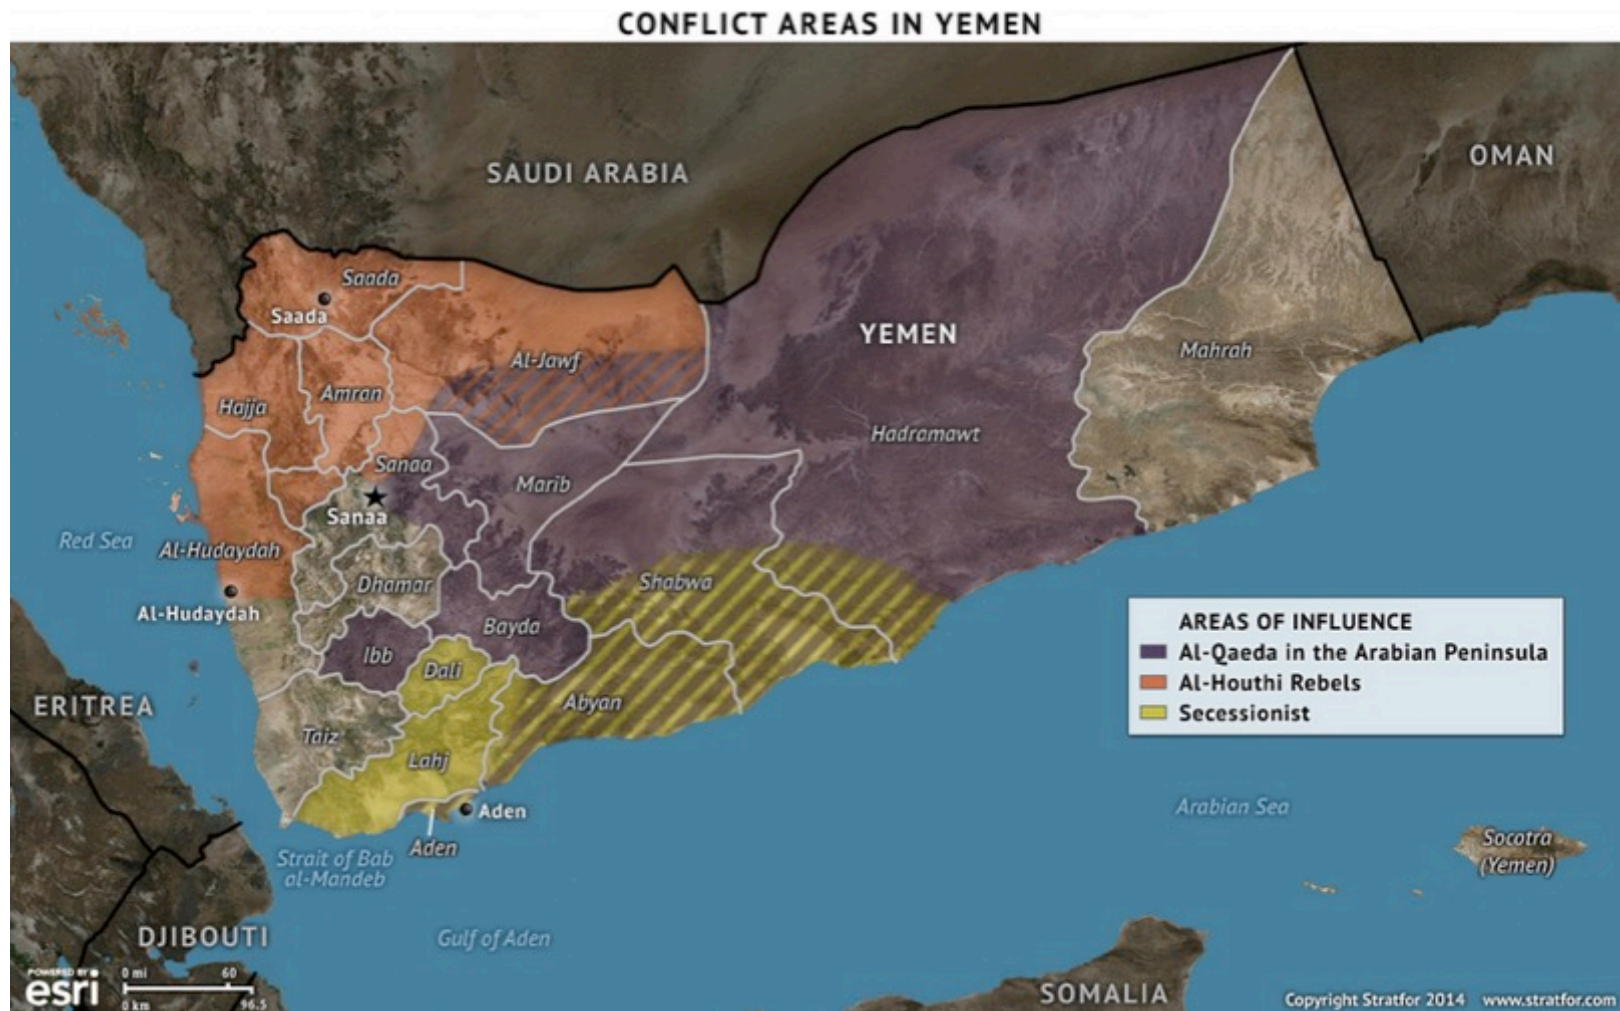 CONFLICT AREAS IN YEMEN
SAUDI ARABIA
OMAN
Saada
Saada
YEMEN
Mahrah
Al-Jawf
Amran
Hajja
Hadramawt
Sanaa
Marib
Sanaa
Red Sea
Al-Hudaydah
Dhamar
Shabwa
Al-Hudaydah
Bayda
Ibb
Dali
Abyan
ERITREA
Taiz
Lahj
Aden
Aden
AREAS OF INFLUENCE
Al-Qaeda in the Arabian Peninsula
Al-Houthi Rebels
Secessionist
Arabian Sea
Socotra
(Yemen)
Strait of Bab
al-Mandeb
DJIBOUTI
Gulf of Aden
SOMALIA
POWERED BY
esri
0 mi 60
0 km 96.5
Copyright Stratfor 2014 www.stratfor.com